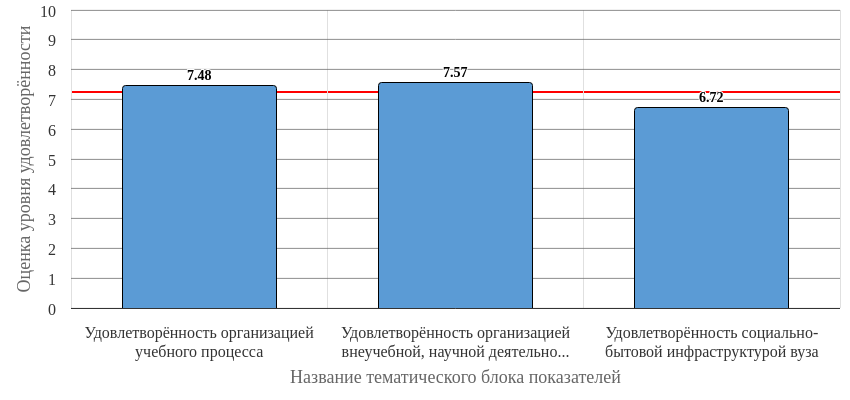 10
9
8
7
6
5
4
3
2
1
0
Оценка уровня удовлетворённости
7.48
7.57
6.72
Удовлетворённость организацией
учебного процесса
Удовлетворённость организацией
внеучебной, научной деятельно...
Удовлетворённость социально-
бытовой инфраструктурой вуза
Название тематического блока показателей